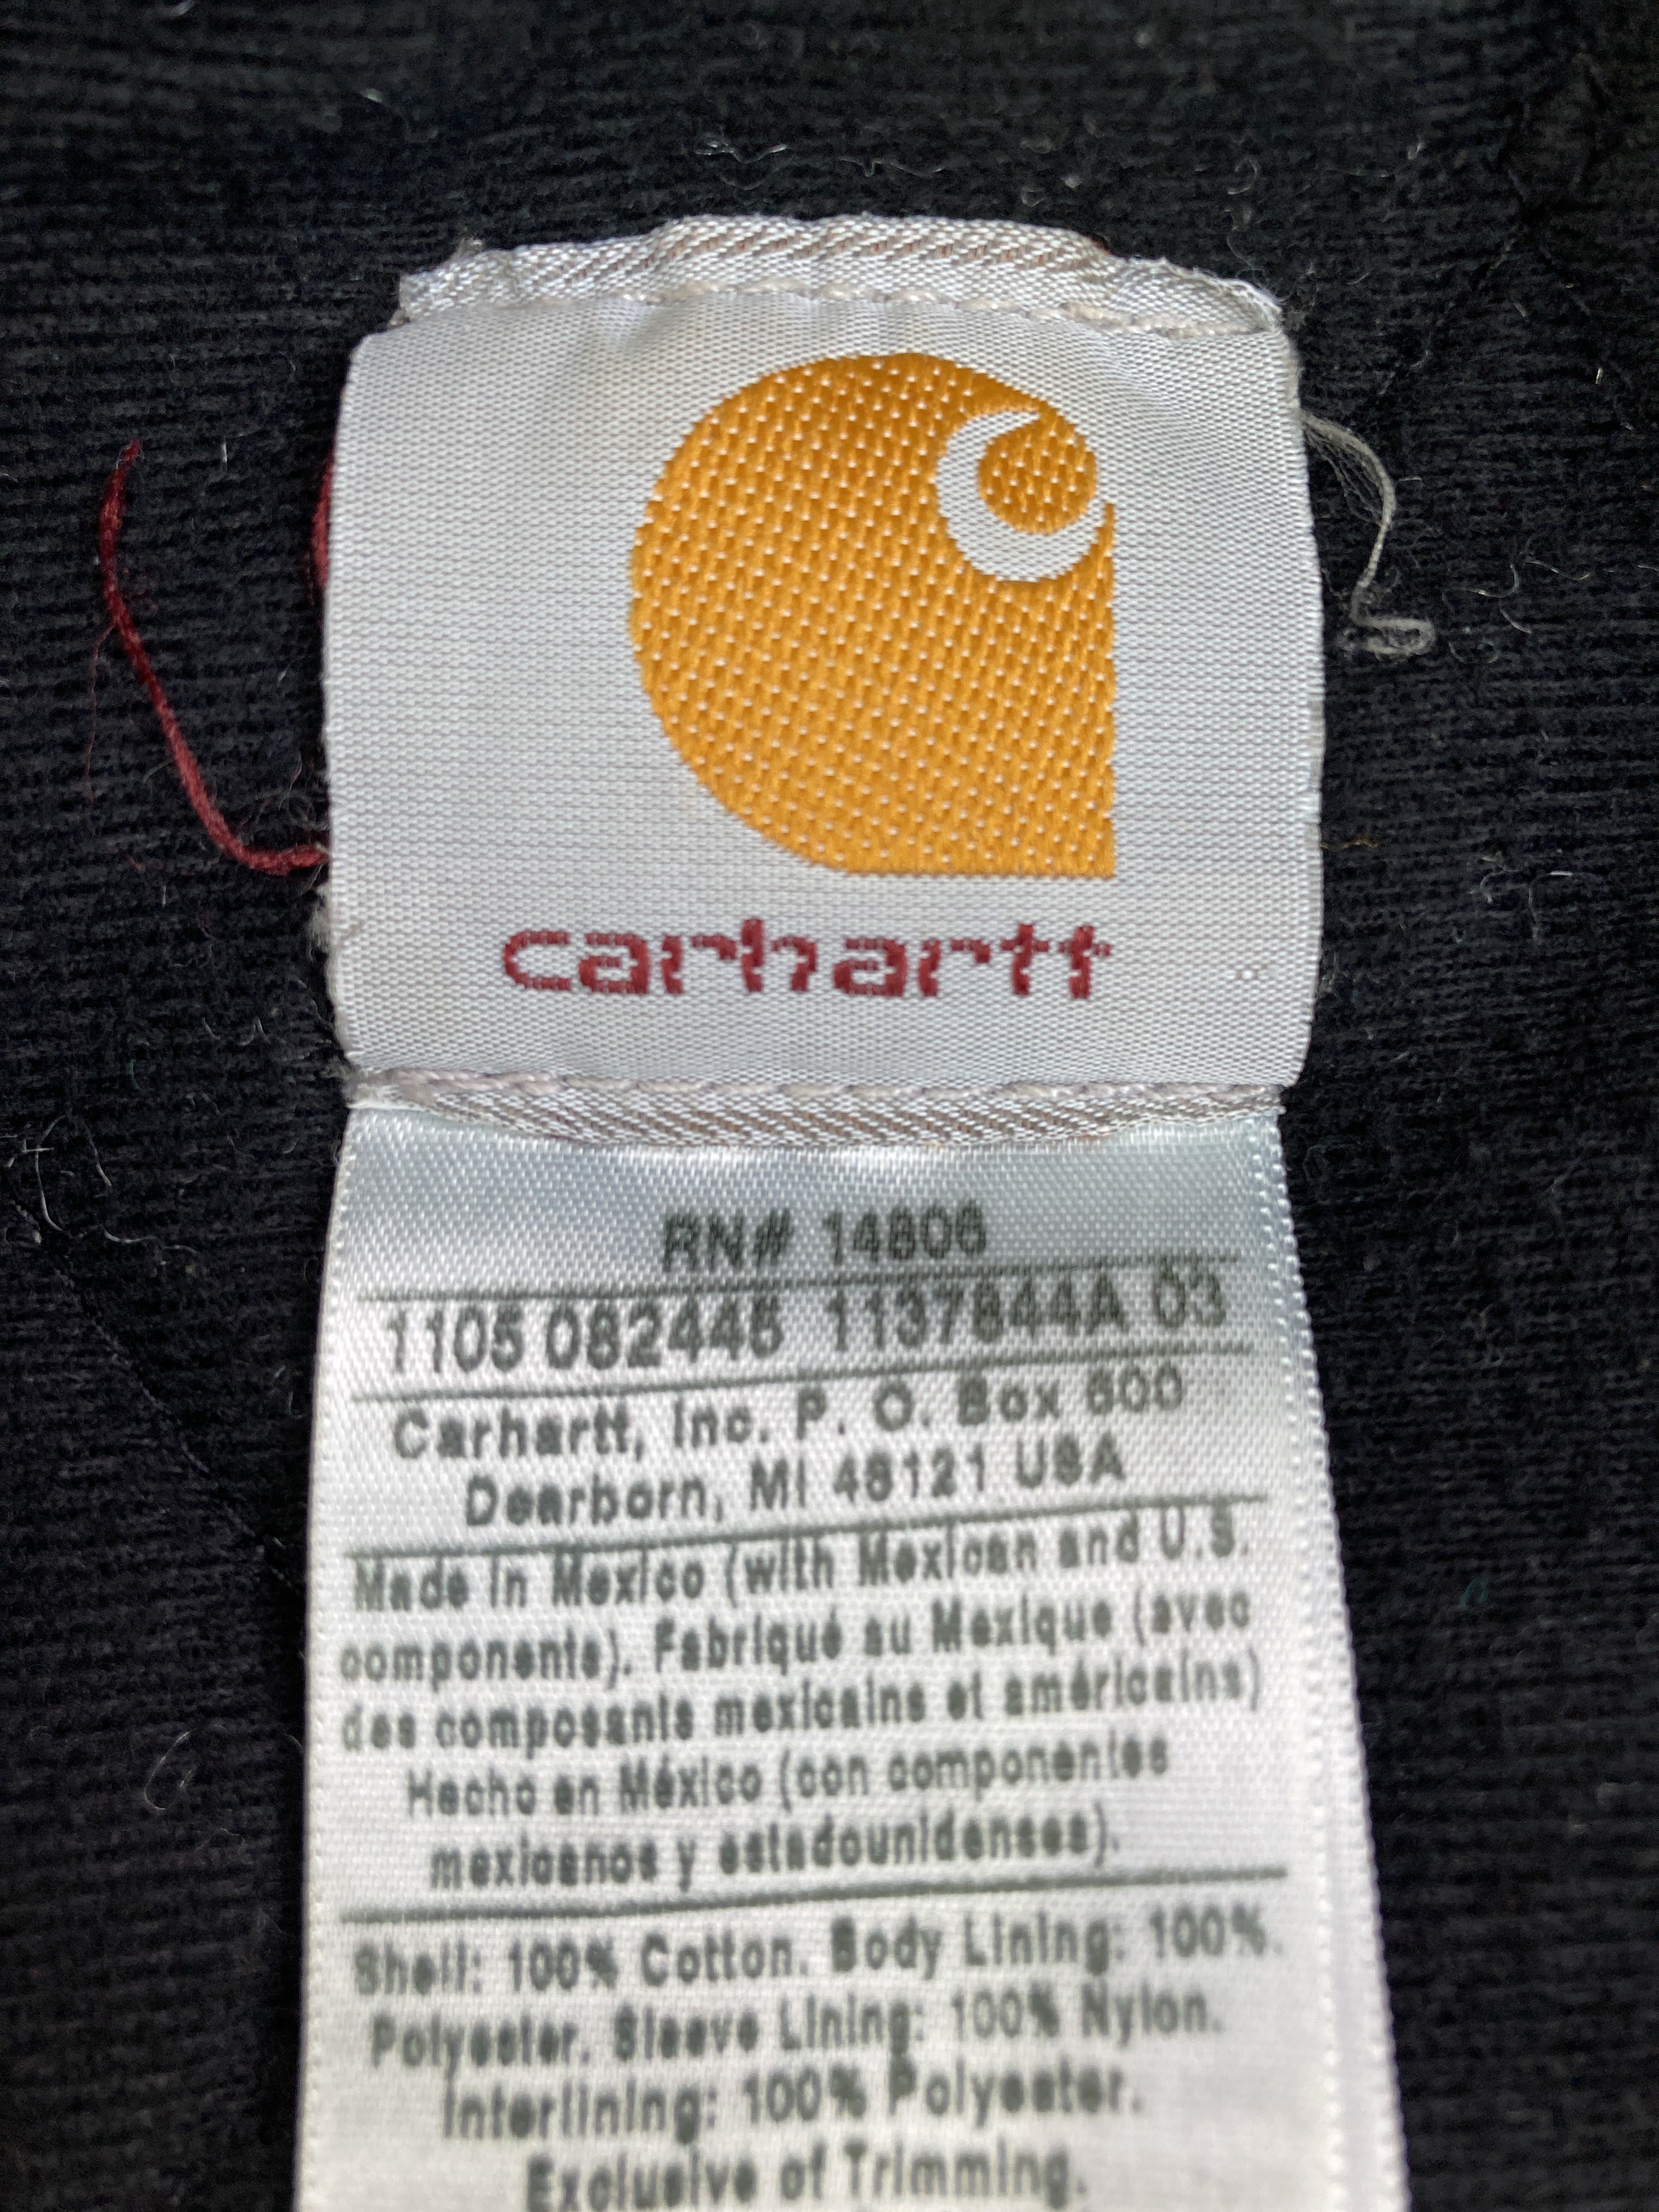 carhartt
RN# 14806
1105 082446 1137844A 03
Carhartt, Inc. P. O. Box 600
Dearborn, MI 48121 USA
Made in Mexico (with Mexican and U.S.
components). Fabriqué au Mexique (avec
des composants mexicains et américains)
Hecho en México (con componentes
mexicanos y estadounidenses).
Shell: 100% Cotton. Body Lining: 100%
Polyester. Sleeve Lining: 100% Nylon.
Interlining: 100% Polyester.
Exclusive of Trimming.